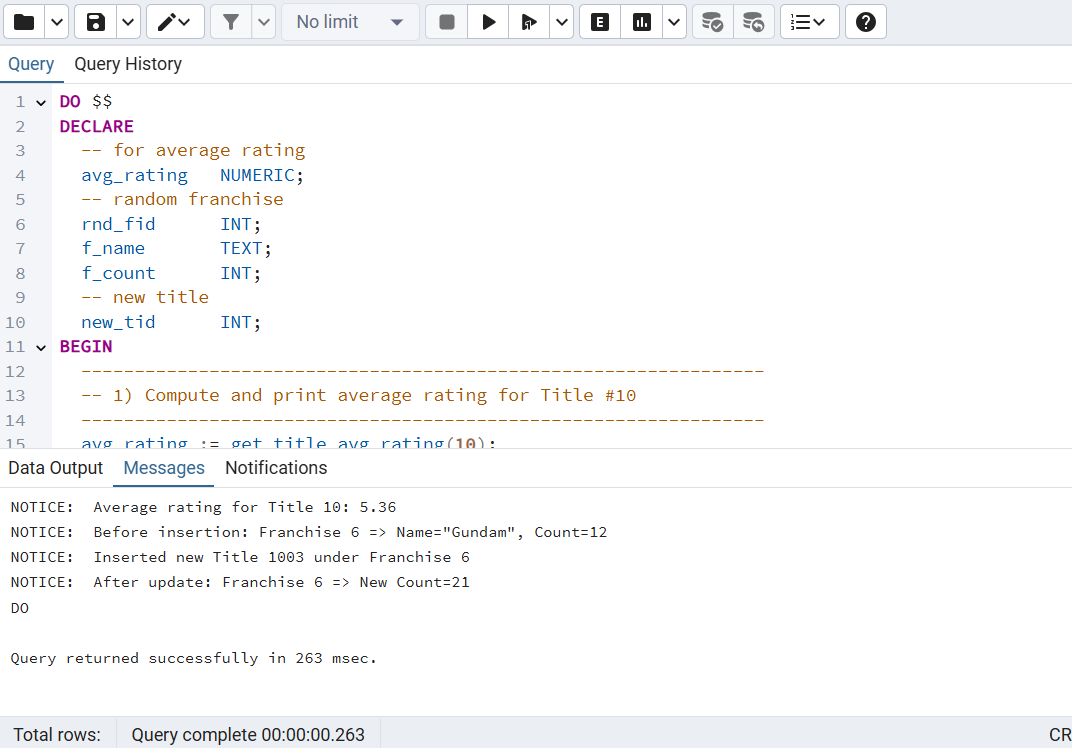 No limit
E
Query Query History
1 DO $$
2 DECLARE
3 -- for average rating
4 avg_rating NUMERIC;
5 -- random franchise
6 rnd_fid INT;
7 f_name TEXT;
8 f_count INT;
9 -- new title
10 new_tid INT;
11 BEGIN
12 ----------------------------------------------------------------
13 -- 1) Compute and print average rating for Title #10
14 ----------------------------------------------------------------
15 avg_rating := get_title_avg_rating(10);
Data Output Messages Notifications
NOTICE: Average rating for Title 10: 5.36
NOTICE: Before insertion: Franchise 6 => Name="Gundam", Count=12
NOTICE: Inserted new Title 1003 under Franchise 6
NOTICE: After update: Franchise 6 => New Count=21
DO
Query returned successfully in 263 msec.
Total rows: Query complete 00:00:00.263 CR